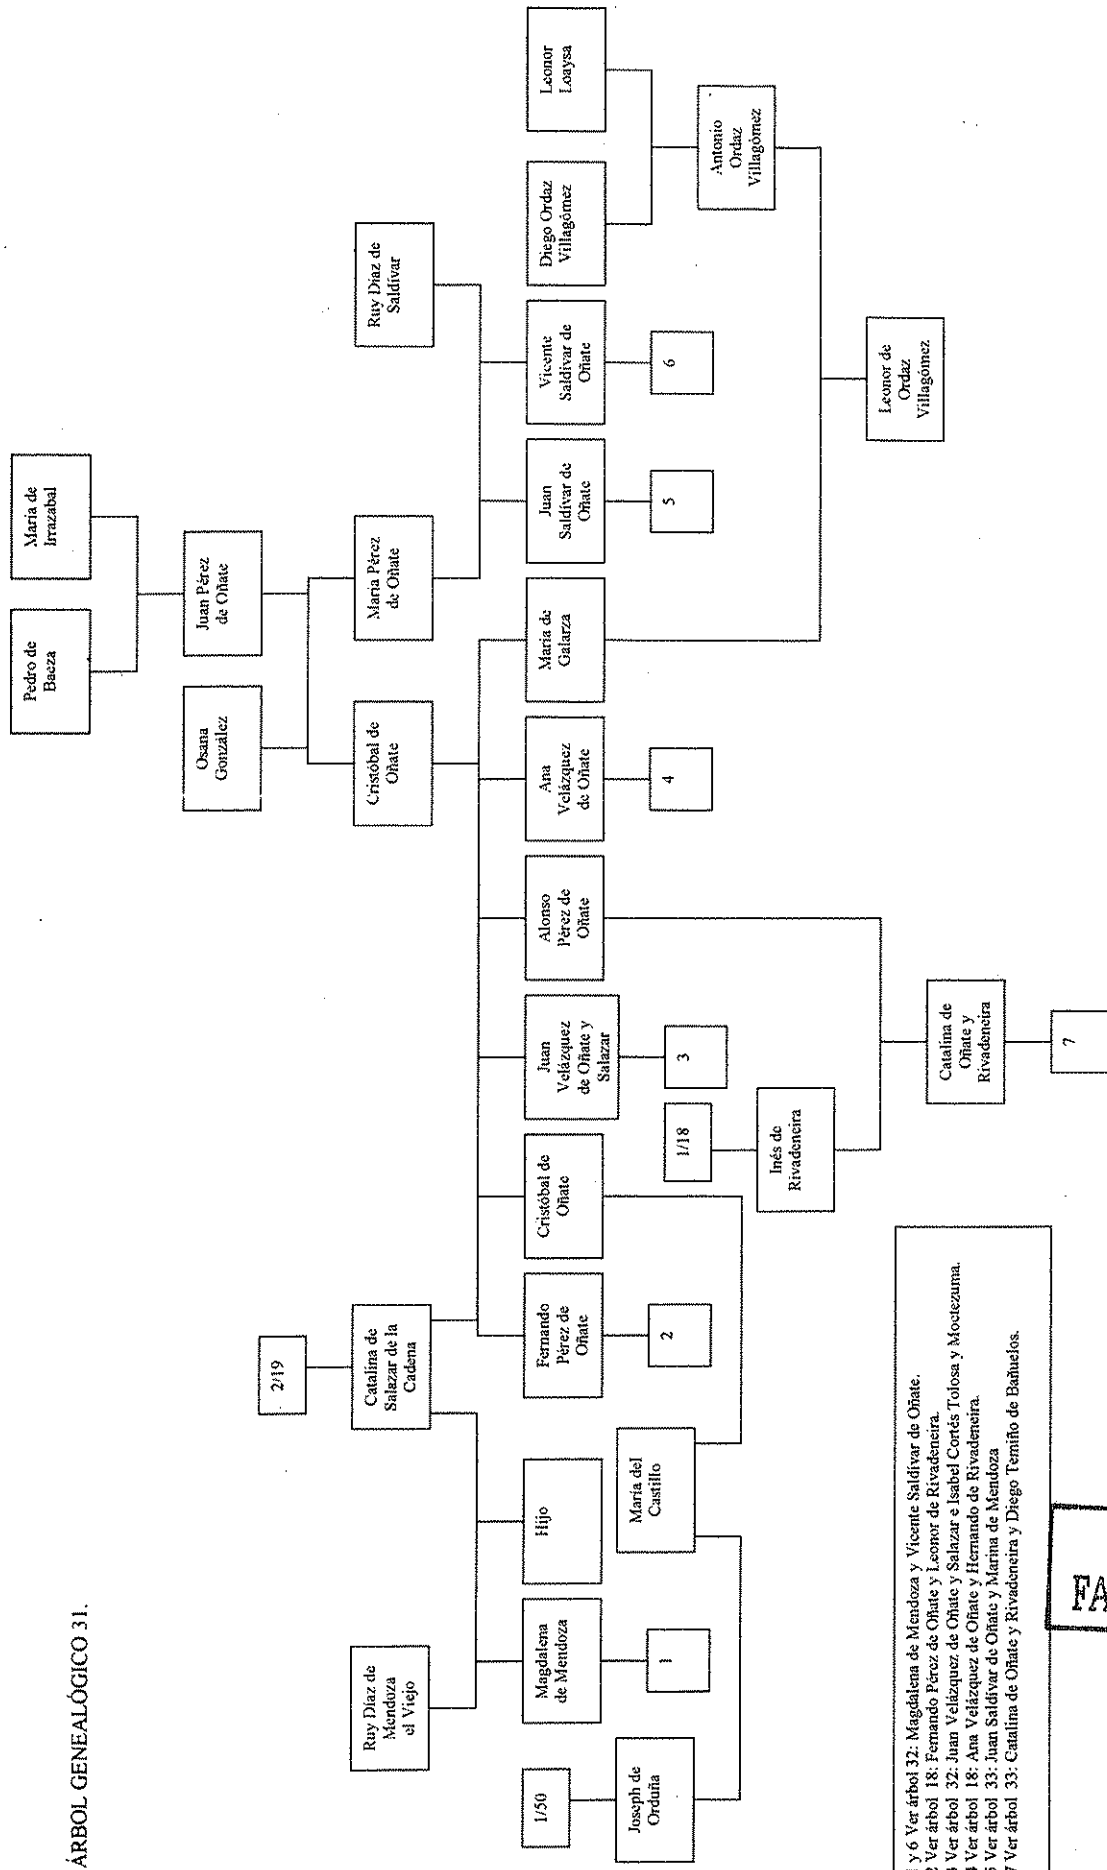 ÁRBOL GENEALÓGICO 31.
Pedro de
Baeza
María de
Irrazabal
Osana
González
Juan Pérez
de Oñate
2/19
Ruy Díaz de
Mendoza
el Viejo
Catalina de
Salazar de la
Cadena
Cristóbal de
Oñate
María Pérez
de Oñate
Ruy Díaz de
Saldívar
1/50
Magdalena
de Mendoza
Hijo
Fernando
Pérez de
Oñate
Cristóbal de
Oñate
Juan
Velázquez
de Oñate y
Salazar
Alonso
Pérez de
Oñate
Ana
Velázquez
de Oñate
María de
Galarza
Juan
Saldívar de
Oñate
Vicente
Saldívar de
Oñate
Diego Ordaz
Villagómez
Leonor
Loaysa
Joseph de
Orduña
1
María del
Castillo
2
1/18
3
4
5
6
Antonio
Ordaz
Villagómez
Inés de
Rivadeneira
Leonor de
Ordaz
Villagómez
Catalina de
Oñate y
Rivadeneira
7
y 6 Ver árbol 32: Magdalena de Mendoza y Vicente Saldívar de Oñate.
Ver árbol 18: Fernando Pérez de Oñate y Leonor de Rivadeneira.
Ver árbol 32: Juan Velázquez de Oñate y Salazar e Isabel Cortés Tolosa y Moctezuma.
Ver árbol 18: Ana Velázquez de Oñate y Hernando de Rivadeneira.
Ver árbol 33: Juan Saldívar de Oñate y Marina de Mendoza
Ver árbol 33: Catalina de Oñate y Rivadeneira y Diego Temiño de Bañuelos.
FA